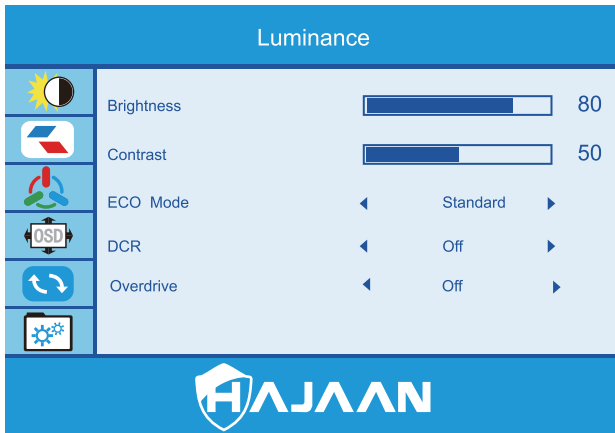 Luminance
Brightness 80
Contrast 50
ECO Mode Standard
DCR Off
OSD
Overdrive Off
HAJAAN